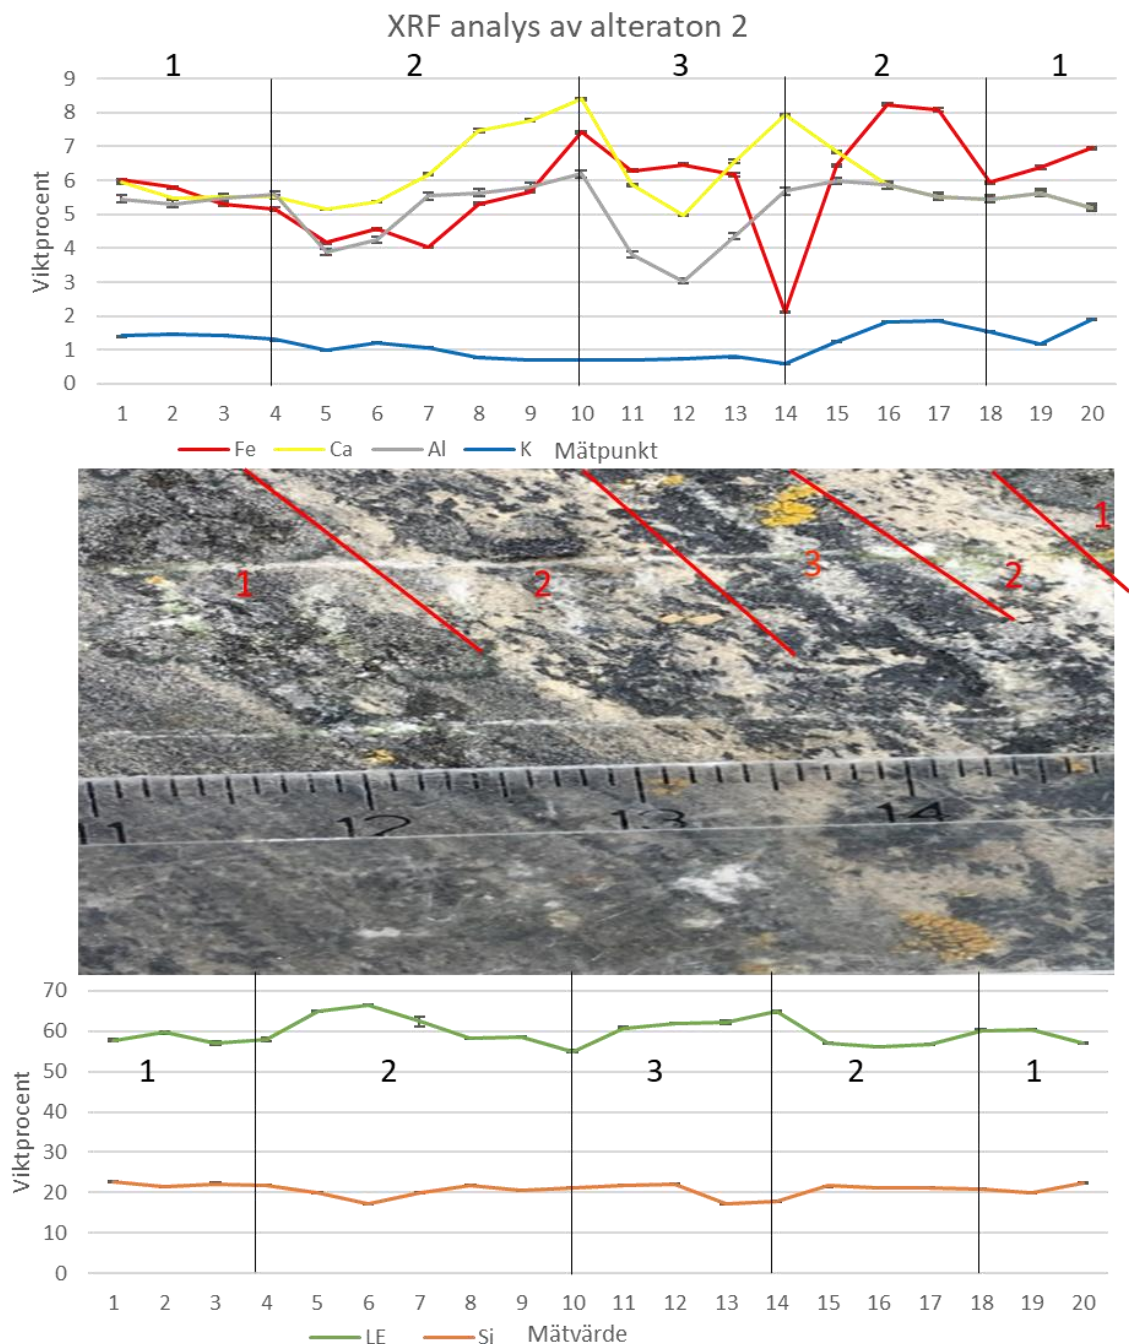 XRF analys av alteraton 2
1 2 3 2 1
Viktprocent
9
8
7
6
5
4
3
2
1
0
1 2 3 4 5 6 7 8 9 10 11 12 13 14 15 16 17 18 19 20
Fe Ca Al K Mätpunkt
1 2 3 2 1
11 12 13 14
Viktprocent
70
60
50
40
30
20
10
0
1 2 3 2 1
1 2 3 4 5 6 7 8 9 10 11 12 13 14 15 16 17 18 19 20
LE Si Mätvärde